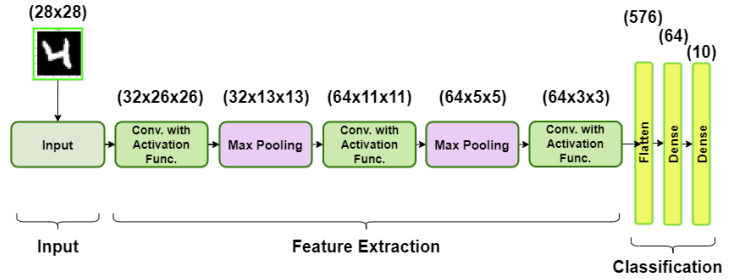 (28x28)
(576)
(64)
(10)
4
(32x26x26)
(32x13x13)
(64x11x11)
(64x5x5)
(64x3x3)
Input
Conv. with
Activation
Func.
Max Pooling
Conv. with
Activation
Func.
Max Pooling
Conv. with
Activation
Func.
Flatten
Dense
Dense
Input
Feature Extraction
Classification